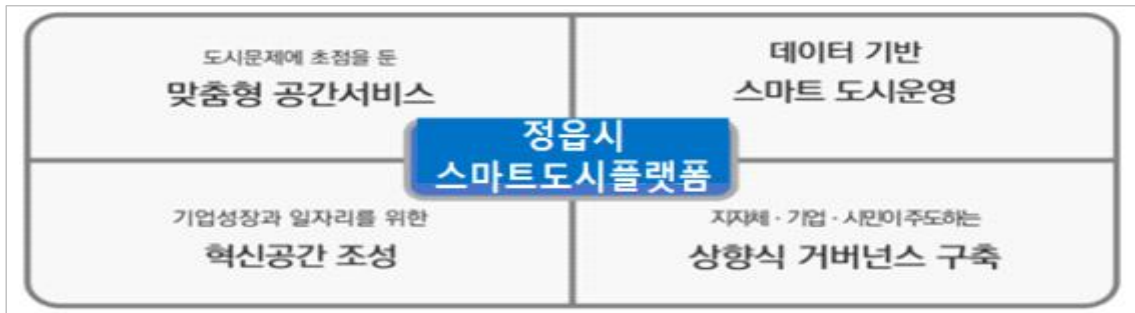 도시문제에 초점을 둔
맞춤형 공간서비스
데이터 기반
스마트 도시운영
정읍시
스마트도시플랫폼
기업성장과 일자리를 위한
혁신공간 조성
지자체 · 기업 · 시민이 주도하는
상향식 거버넌스 구축